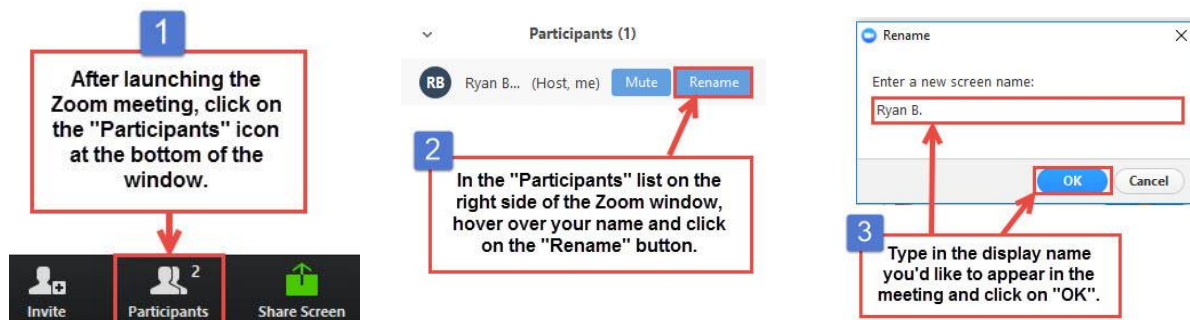 1
After launching the
Zoom meeting, click on
the "Participants" icon
at the bottom of the
window.
2
Invite
Participants
Share Screen
Participants (1)
RB
Ryan B... (Host, me)
Mute
Rename
2
In the "Participants" list on the
right side of the Zoom window,
hover over your name and click
on the "Rename" button.
Rename
Enter a new screen name:
Ryan B.
OK
Cancel
3
Type in the display name
you'd like to appear in the
meeting and click on "OK".